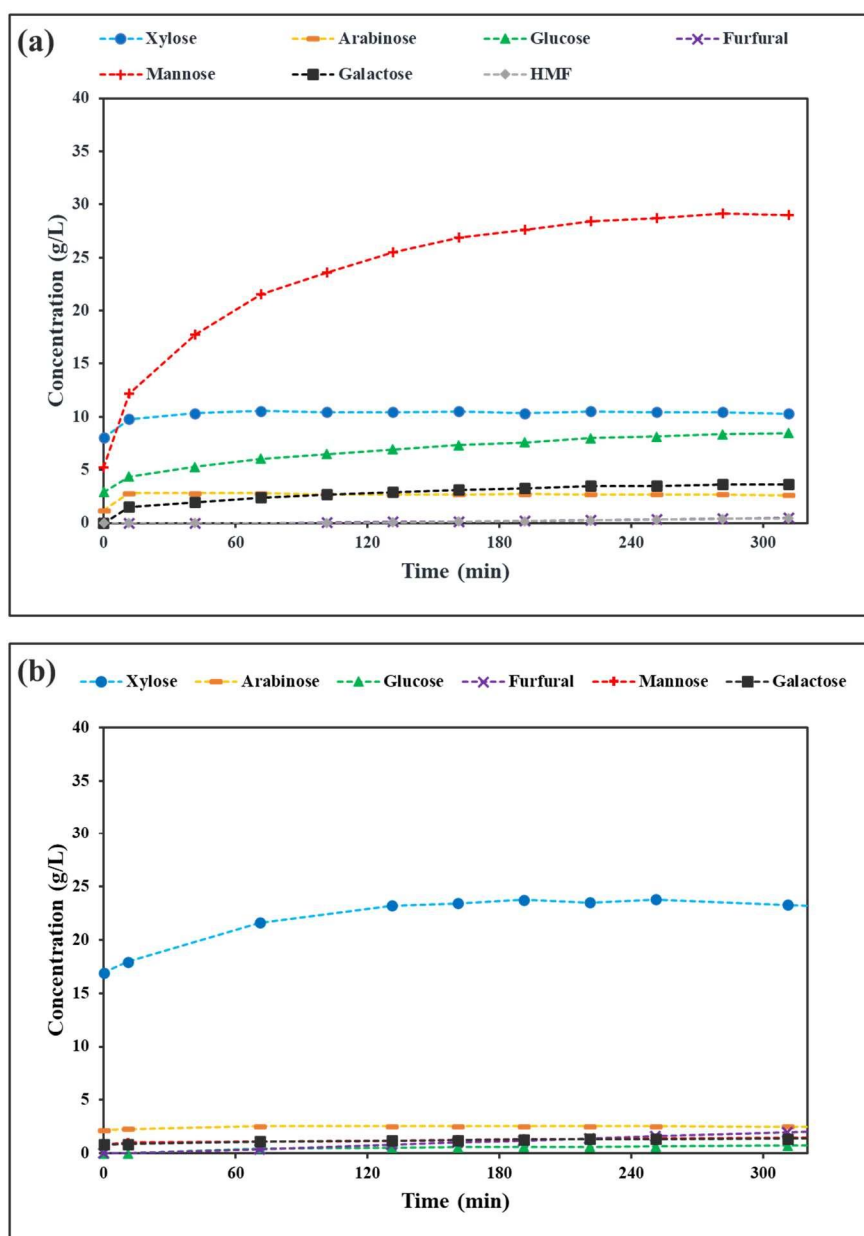 (a)
Xylose Arabinose Glucose Furfural
Mannose Galactose HMF
40
35
30
25
20
15
10
5
0
Concentration (g/L)
0 60 120 180 240 300
Time (min)
(b)
Xylose Arabinose Glucose Furfural Mannose Galactose
40
35
30
25
20
15
10
5
0
Concentration (g/L)
0 60 120 180 240 300
Time (min)